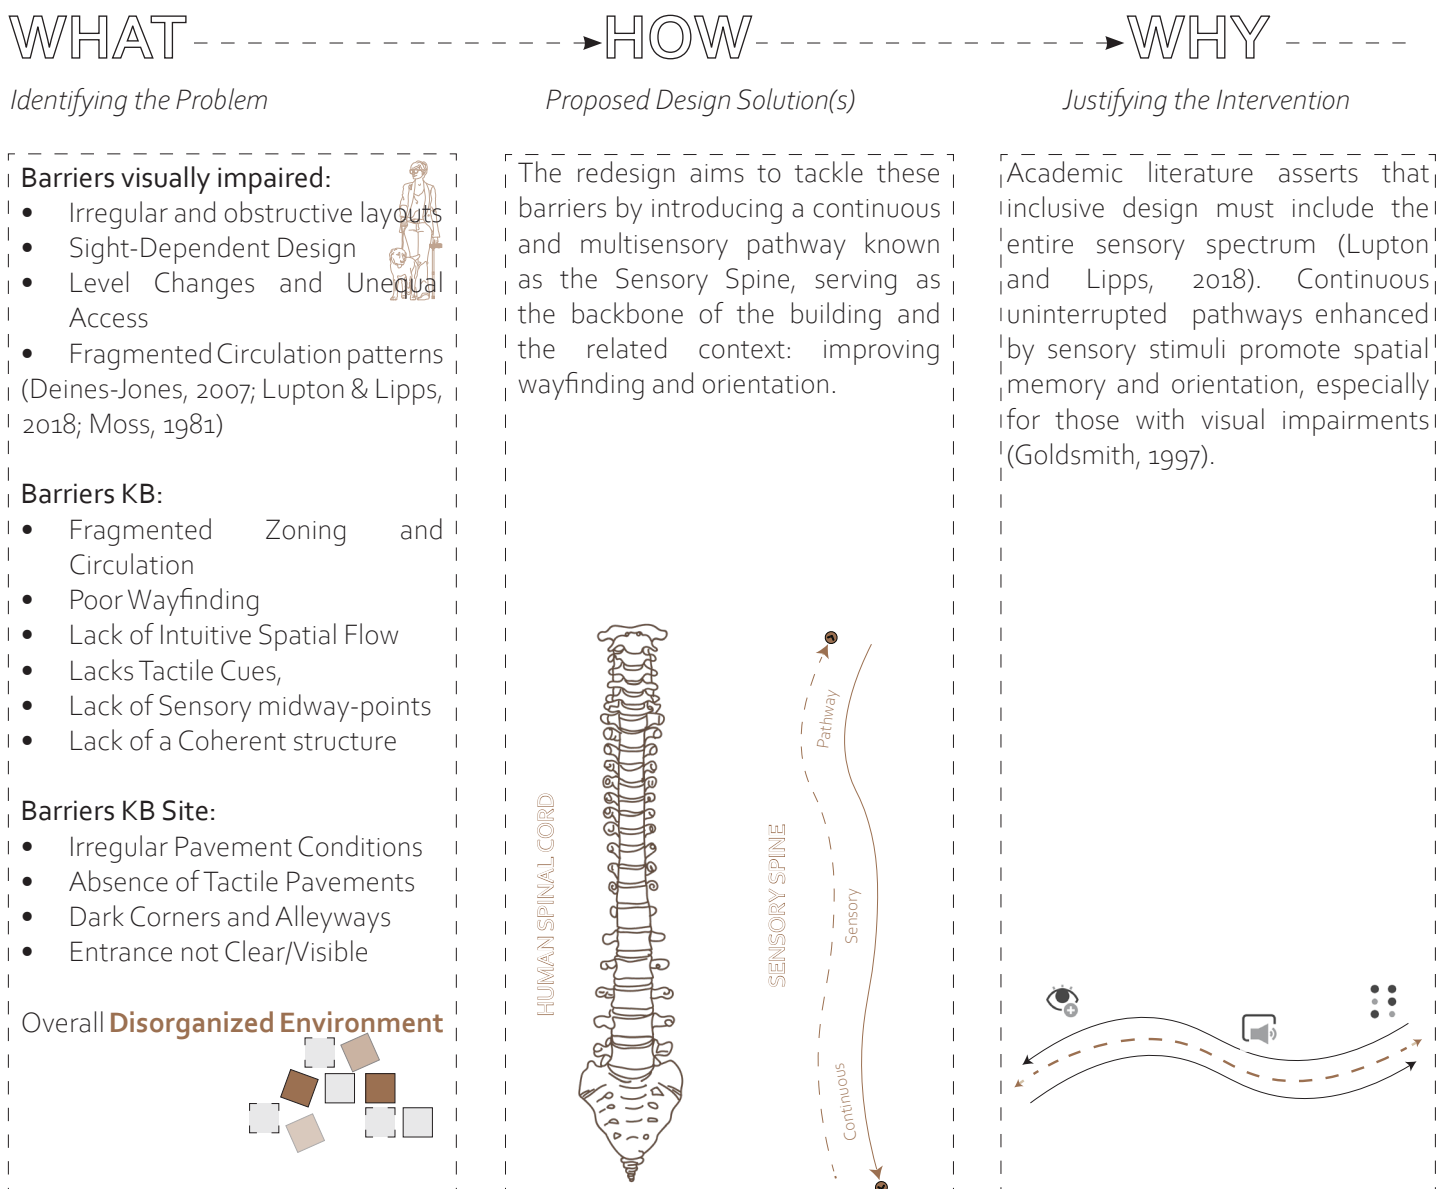 WHAT
HOW
WHY
Identifying the Problem
Proposed Design Solution(s)
Justifying the Intervention
Barriers visually impaired:
• Irregular and obstructive layouts
• Sight-Dependent Design
• Level Changes and Unequal
Access
• Fragmented Circulation patterns
(Deines-Jones, 2007; Lupton & Lipps,
2018; Moss, 1981)
Barriers KB:
• Fragmented Zoning and
Circulation
• Poor Wayfinding
• Lack of Intuitive Spatial Flow
• Lacks Tactile Cues,
• Lack of Sensory midway-points
• Lack of a Coherent structure
Barriers KB Site:
• Irregular Pavement Conditions
• Absence of Tactile Pavements
• Dark Corners and Alleyways
• Entrance not Clear/Visible
Overall Disorganized Environment
The redesign aims to tackle these
barriers by introducing a continuous
and multisensory pathway known
as the Sensory Spine, serving as
the backbone of the building and
the related context: improving
wayfinding and orientation.
HUMAN SPINAL CORD
SENSORY SPINE
Continuous
Sensory
Pathway
Academic literature asserts that
inclusive design must include the
entire sensory spectrum (Lupton
and Lipps, 2018). Continuous
uninterrupted pathways enhanced
by sensory stimuli promote spatial
memory and orientation, especially
for those with visual impairments
(Goldsmith, 1997).